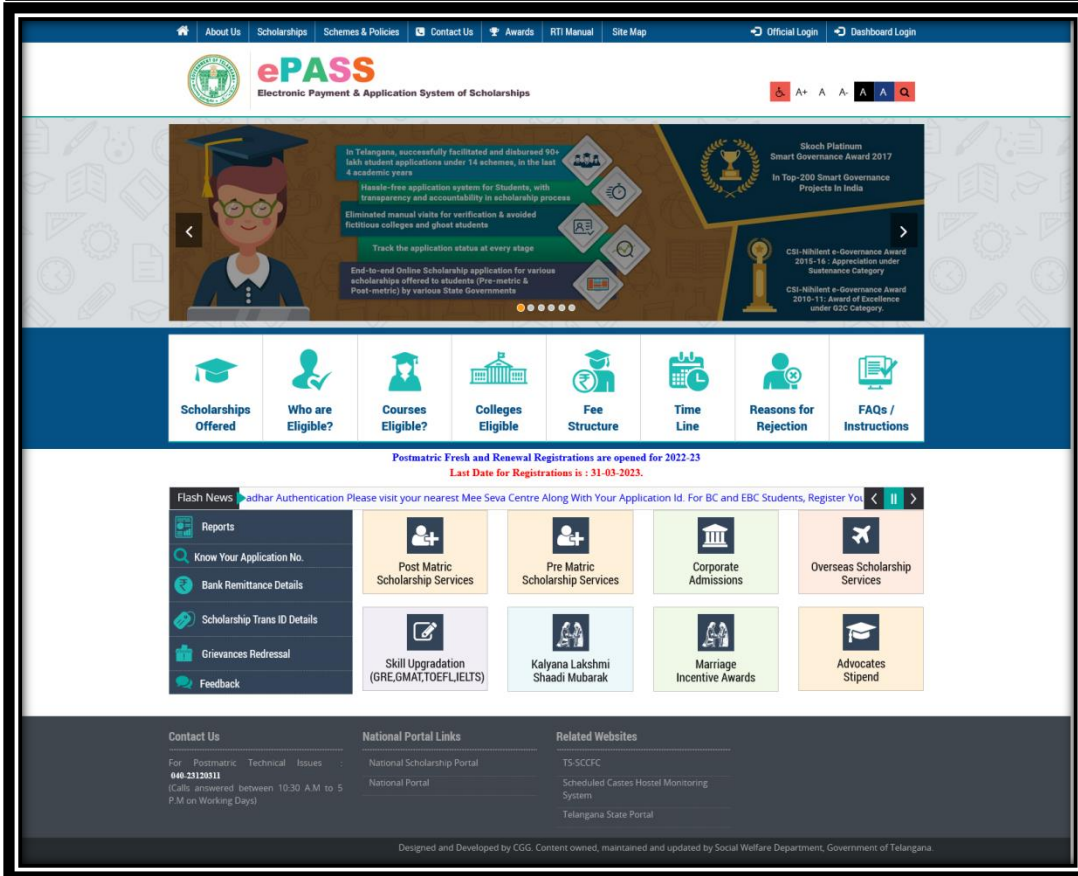 About Us Scholarships Schemes & Policies Contact Us Awards RTI Manual Site Map Official Login Dashboard Login
ePASS
Electronic Payment & Application System of Scholarships
A+ A A- A A
In Telangana, successfully facilitated and disbursed 90+
lakh student applications under 14 schemes, in the last
4 academic years
Hassle-free application system for Students, with
transparency and accountability in scholarship process
Eliminated manual visits for verification & avoided
fictitious colleges and ghost students
Track the application status at every stage
End-to-end Online Scholarship application for various
scholarships offered to students (Pre-metric &
Post-metric) by various State Governments
Skoch Platinum
Smart Governance Award 2017
In Top-200 Smart Governance
Projects In India
CSI-Nihilent e-Governance Award
2015-16 : Appreciation under
Sustenance Category
CSI-Nihilent e-Governance Award
2010-11: Award of Excellence
under G2C Category.
Scholarships
Offered
Who are
Eligible?
Courses
Eligible?
Colleges
Eligible
Fee
Structure
Time
Line
Reasons for
Rejection
FAQs /
Instructions
Postmatric Fresh and Renewal Registrations are opened for 2022-23
Last Date for Registrations is : 31-03-2023.
Flash News adhar Authentication Please visit your nearest Mee Seva Centre Along With Your Application Id. For BC and EBC Students, Register You
Reports
Know Your Application No.
Bank Remittance Details
Scholarship Trans ID Details
Grievances Redressal
Feedback
Post Matric
Scholarship Services
Pre Matric
Scholarship Services
Corporate
Admissions
Overseas Scholarship
Services
Skill Upgradation
(GRE,GMAT,TOEFL,IELTS)
Kalyana Lakshmi
Shaadi Mubarak
Marriage
Incentive Awards
Advocates
Stipend
Contact Us
For Postmatric Technical Issues :
040-23120311
(Calls answered between 10:30 A.M to 5
P.M on Working Days)
National Portal Links
National Scholarship Portal
National Portal
Related Websites
TS-SCCFC
Scheduled Castes Hostel Monitoring
System
Telangana State Portal
Designed and Developed by CGG. Content owned, maintained and updated by Social Welfare Department, Government of Telangana.